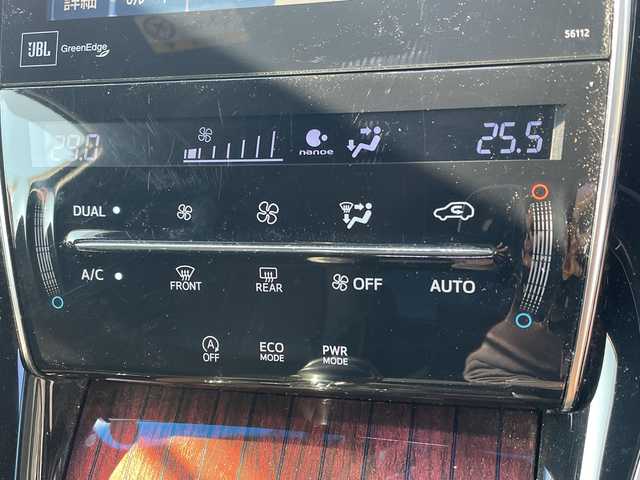 詳細
JBL GreenEdge
56112
29.0 nanoe 25.5
DUAL
A/C FRONT REAR OFF AUTO
A OFF ECO MODE PWR MODE